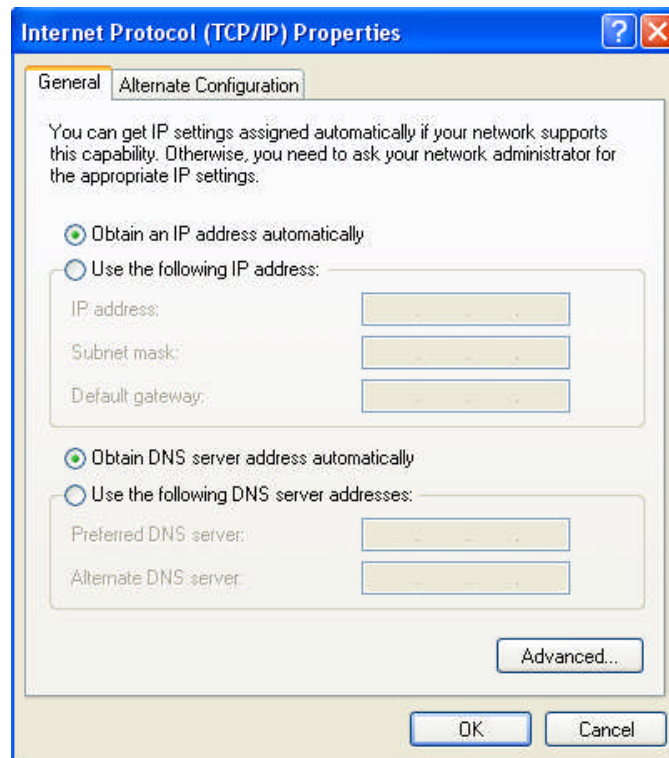 Internet Protocol (TCP/IP) Properties
?
General
Alternate Configuration
You can get IP settings assigned automatically if your network supports
this capability. Otherwise, you need to ask your network administrator for
the appropriate IP settings.
Obtain an IP address automatically
Use the following IP address:
IP address:
Subnet mask:
Default gateway:
Obtain DNS server address automatically
Use the following DNS server addresses:
Preferred DNS server:
Alternate DNS server:
Advanced...
OK
Cancel